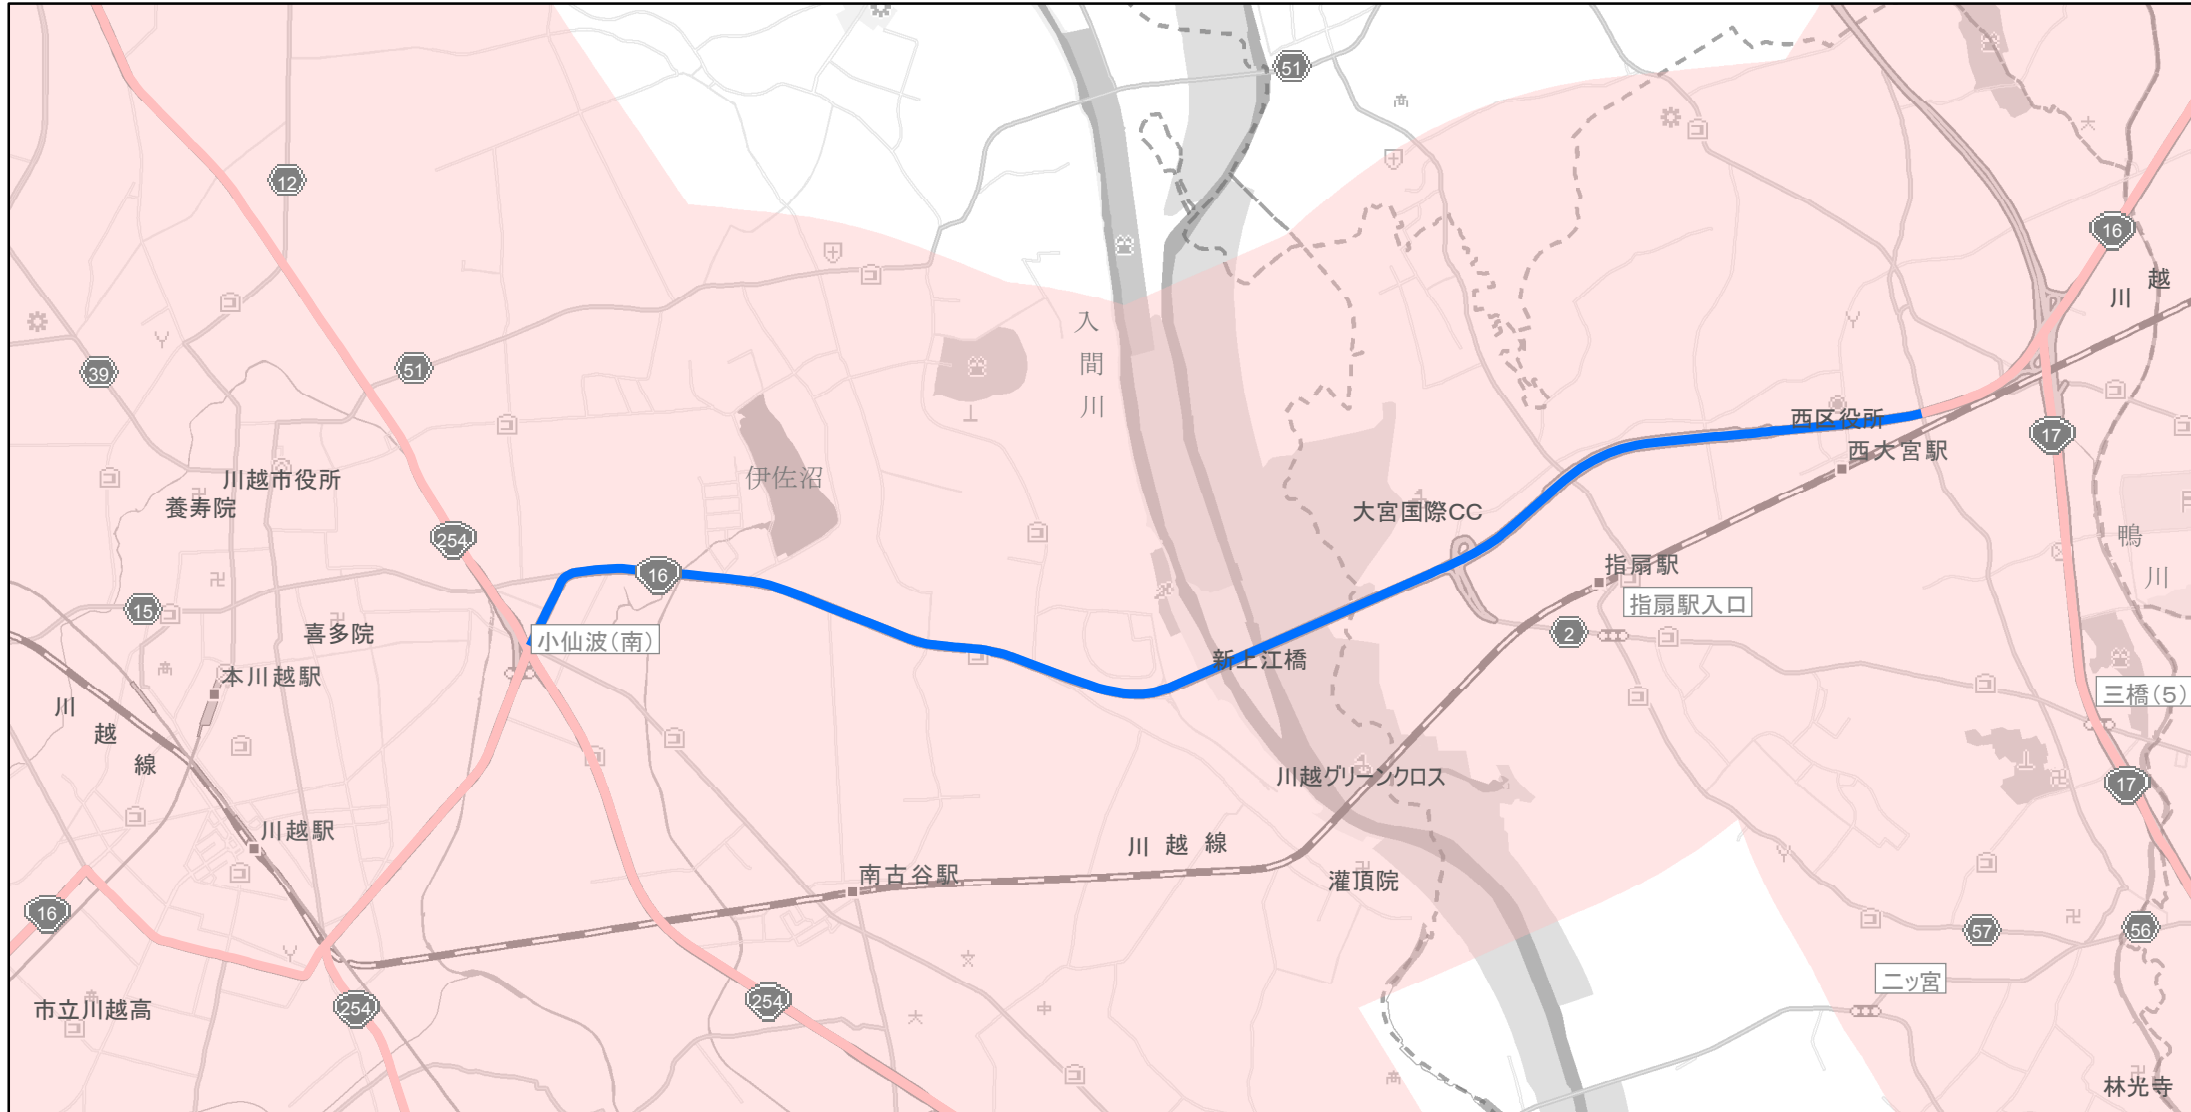 51
12
16
川越
入間川
39
51
17
西区役所
西大宮駅
川越市役所
養寿院
伊佐沼
大宮国際CC
254
鴨川
16
指扇駅
指扇駅入口
15
喜多院
小仙波(南)
2
新上江橋
本川越駅
三橋(5)
川越線
川越グリーンクロス
17
川越駅
川越線
南古谷駅
灌頂院
16
57
56
二ッ宮
254
254
市立川越高
林光寺